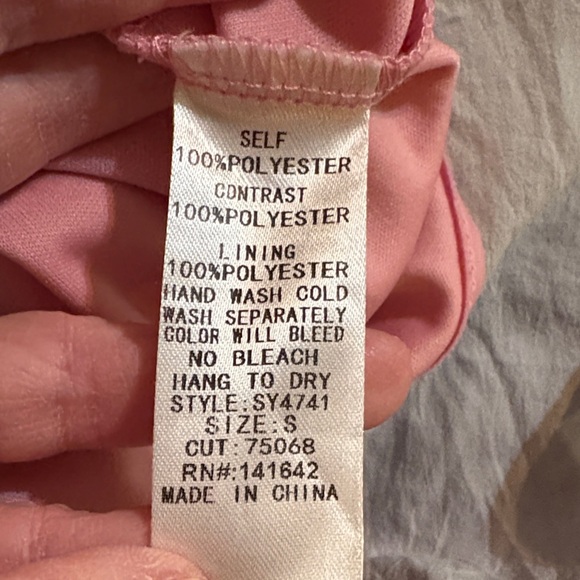 SELF
100%POLYESTER
CONTRAST
100%POLYESTER
LINING
100%POLYESTER
HAND WASH COLD
WASH SEPARATELY
COLOR WILL BLEED
NO BLEACH
HANG TO DRY
STYLE:SY4741
SIZE:S
CUT:75068
RN#:141642
MADE IN CHINA